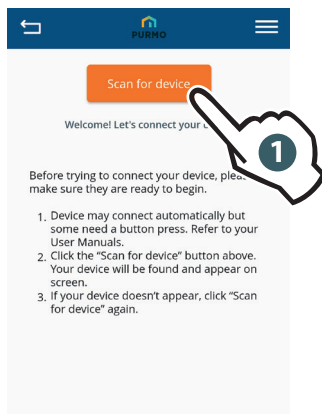 PURMO
Scan for device
Welcome! Let's connect your
1
Before trying to connect your device,
make sure they are ready to begin.
1. Device may connect automatically but
some need a button press. Refer to your
User Manuals.
2. Click the "Scan for device" button above.
Your device will be found and appear on
screen.
3. If your device doesn't appear, click "Scan
for device" again.